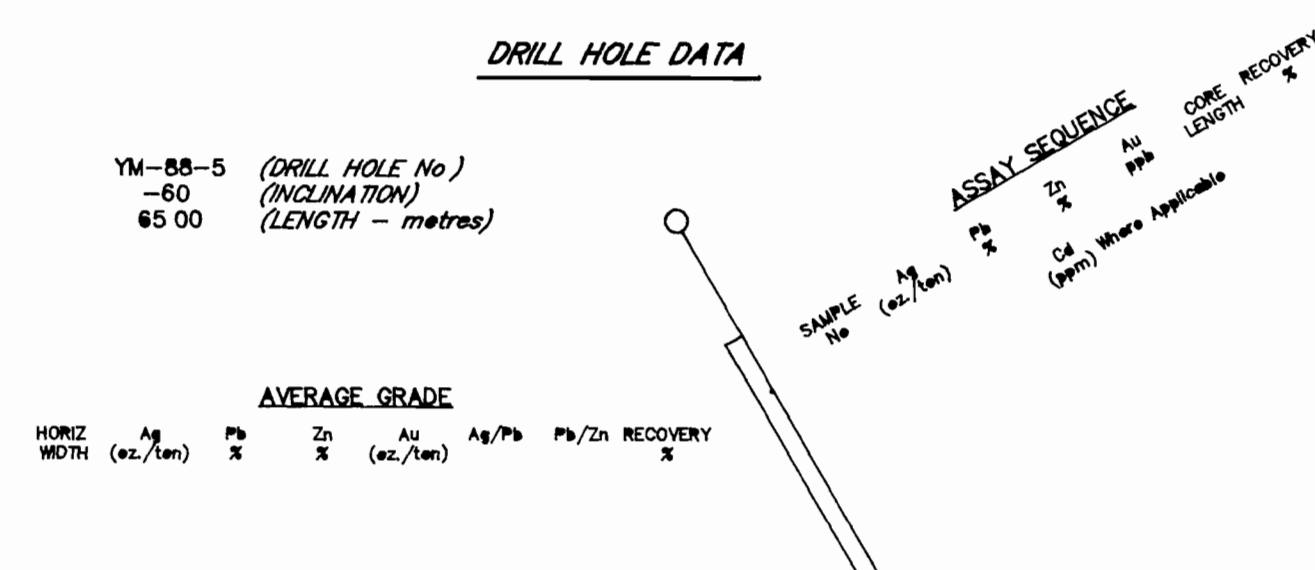 DRILL HOLE DATA
YM-88-5 (DRILL HOLE No)
-60 (INCLINATION)
65 00 (LENGTH - metres)
ASSAY SEQUENCE
SAMPLE No
Ag (oz./ton)
Pb %
Zn %
Au ppb
CORE LENGTH
RECOVERY %
Cd (ppm) Where Applicable
AVERAGE GRADE
HORIZ Ag Pb Zn Au Ag/Pb Pb/Zn RECOVERY
WIDTH (oz./ton) % % (oz./ton) %